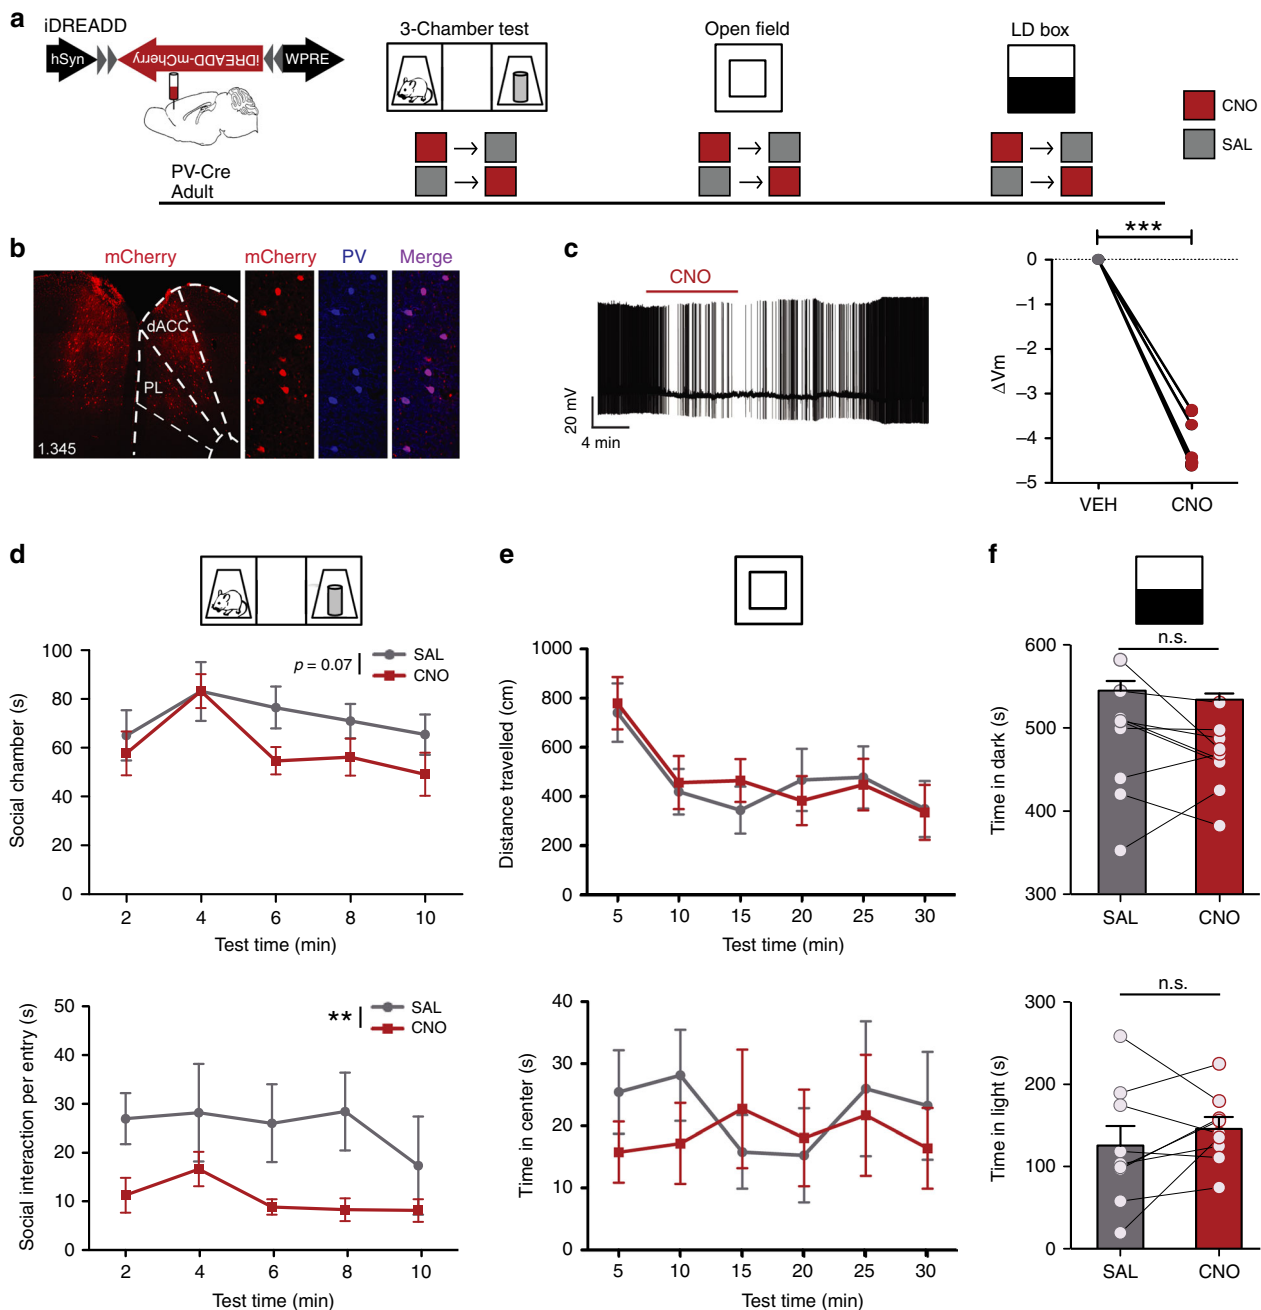 a
iDREADD
hSyn
iDREADD-mCherry
WPRE
PV-Cre
Adult
3-Chamber test
Open field
LD box
CNO
SAL
b
mCherry
mCherry
PV
Merge
dACC
PL
1.345
c
CNO
20 mV
4 min
***
ΔVm
0
–1
–2
–3
–4
–5
VEH
CNO
d
Social chamber (s)
100
80
60
40
20
0
p = 0.07
SAL
CNO
2
4
6
8
10
Test time (min)
Social interaction per entry (s)
50
40
30
20
10
0
**
SAL
CNO
2
4
6
8
10
Test time (min)
e
Distance travelled (cm)
1000
800
600
400
200
0
5
10
15
20
25
30
Test time (min)
Time in center (s)
40
30
20
10
0
5
10
15
20
25
30
Test time (min)
f
Time in dark (s)
600
500
400
300
n.s.
SAL
CNO
Time in light (s)
300
200
100
0
n.s.
SAL
CNO